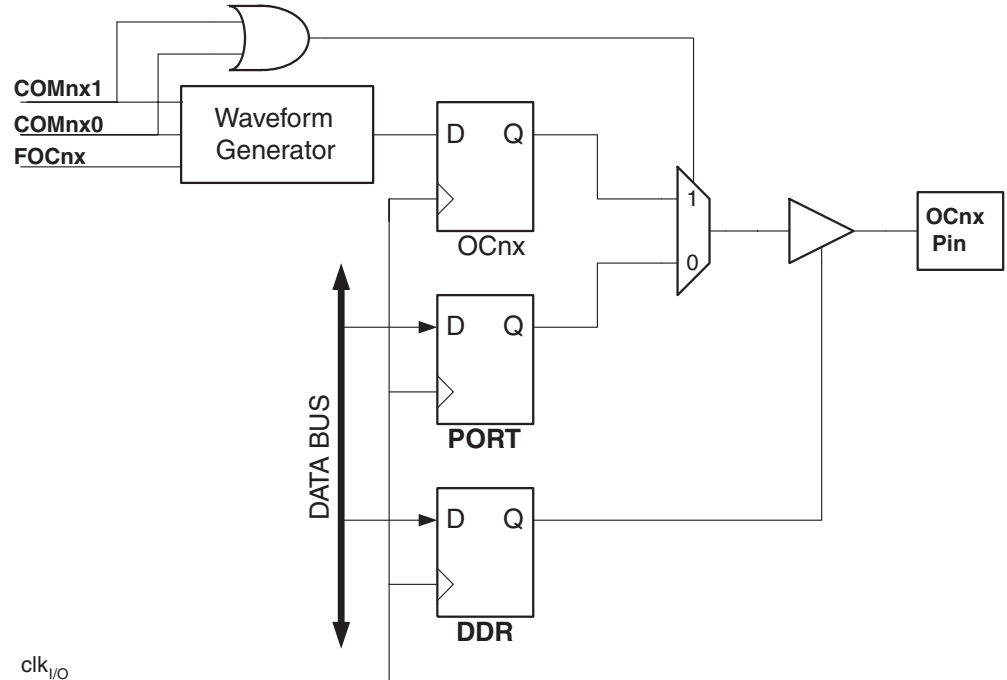 COMnx1
COMnx0
FOCnx
Waveform
Generator
D Q
OCnx
1
0
OCnx
Pin
D Q
PORT
DATA BUS
D Q
DDR
clkI/O